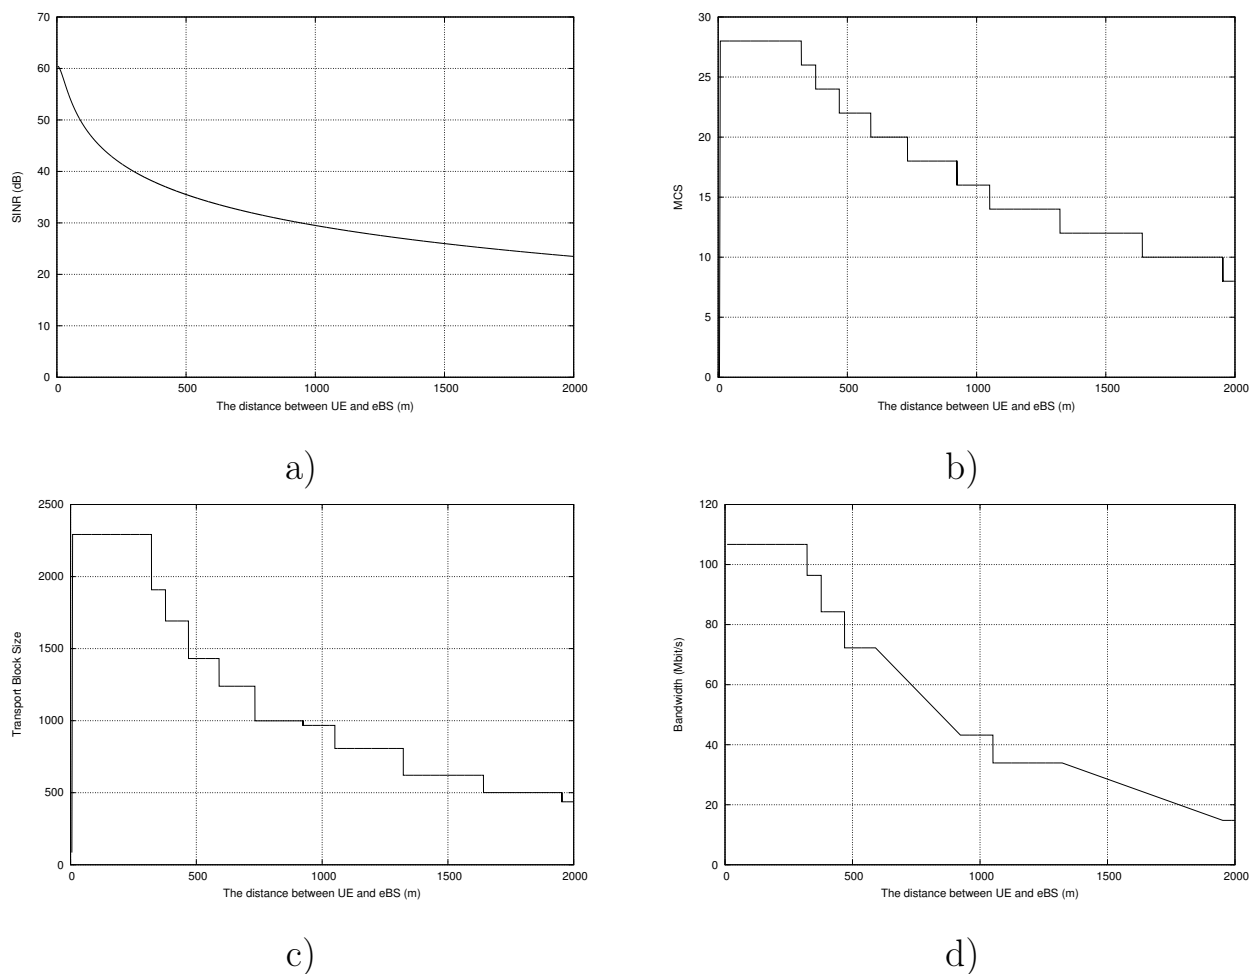 70
60
50
40
30
20
10
0
SINR (dB)
0 500 1000 1500 2000
The distance between UE and eBS (m)
a)
30
25
20
15
10
5
0
MCS
0 500 1000 1500 2000
The distance between UE and eBS (m)
b)
2500
2000
1500
1000
500
0
Transport Block Size
0 500 1000 1500 2000
The distance between UE and eBS (m)
c)
120
100
80
60
40
20
0
Bandwidth (Mbit/s)
0 500 1000 1500 2000
The distance between UE and eBS (m)
d)